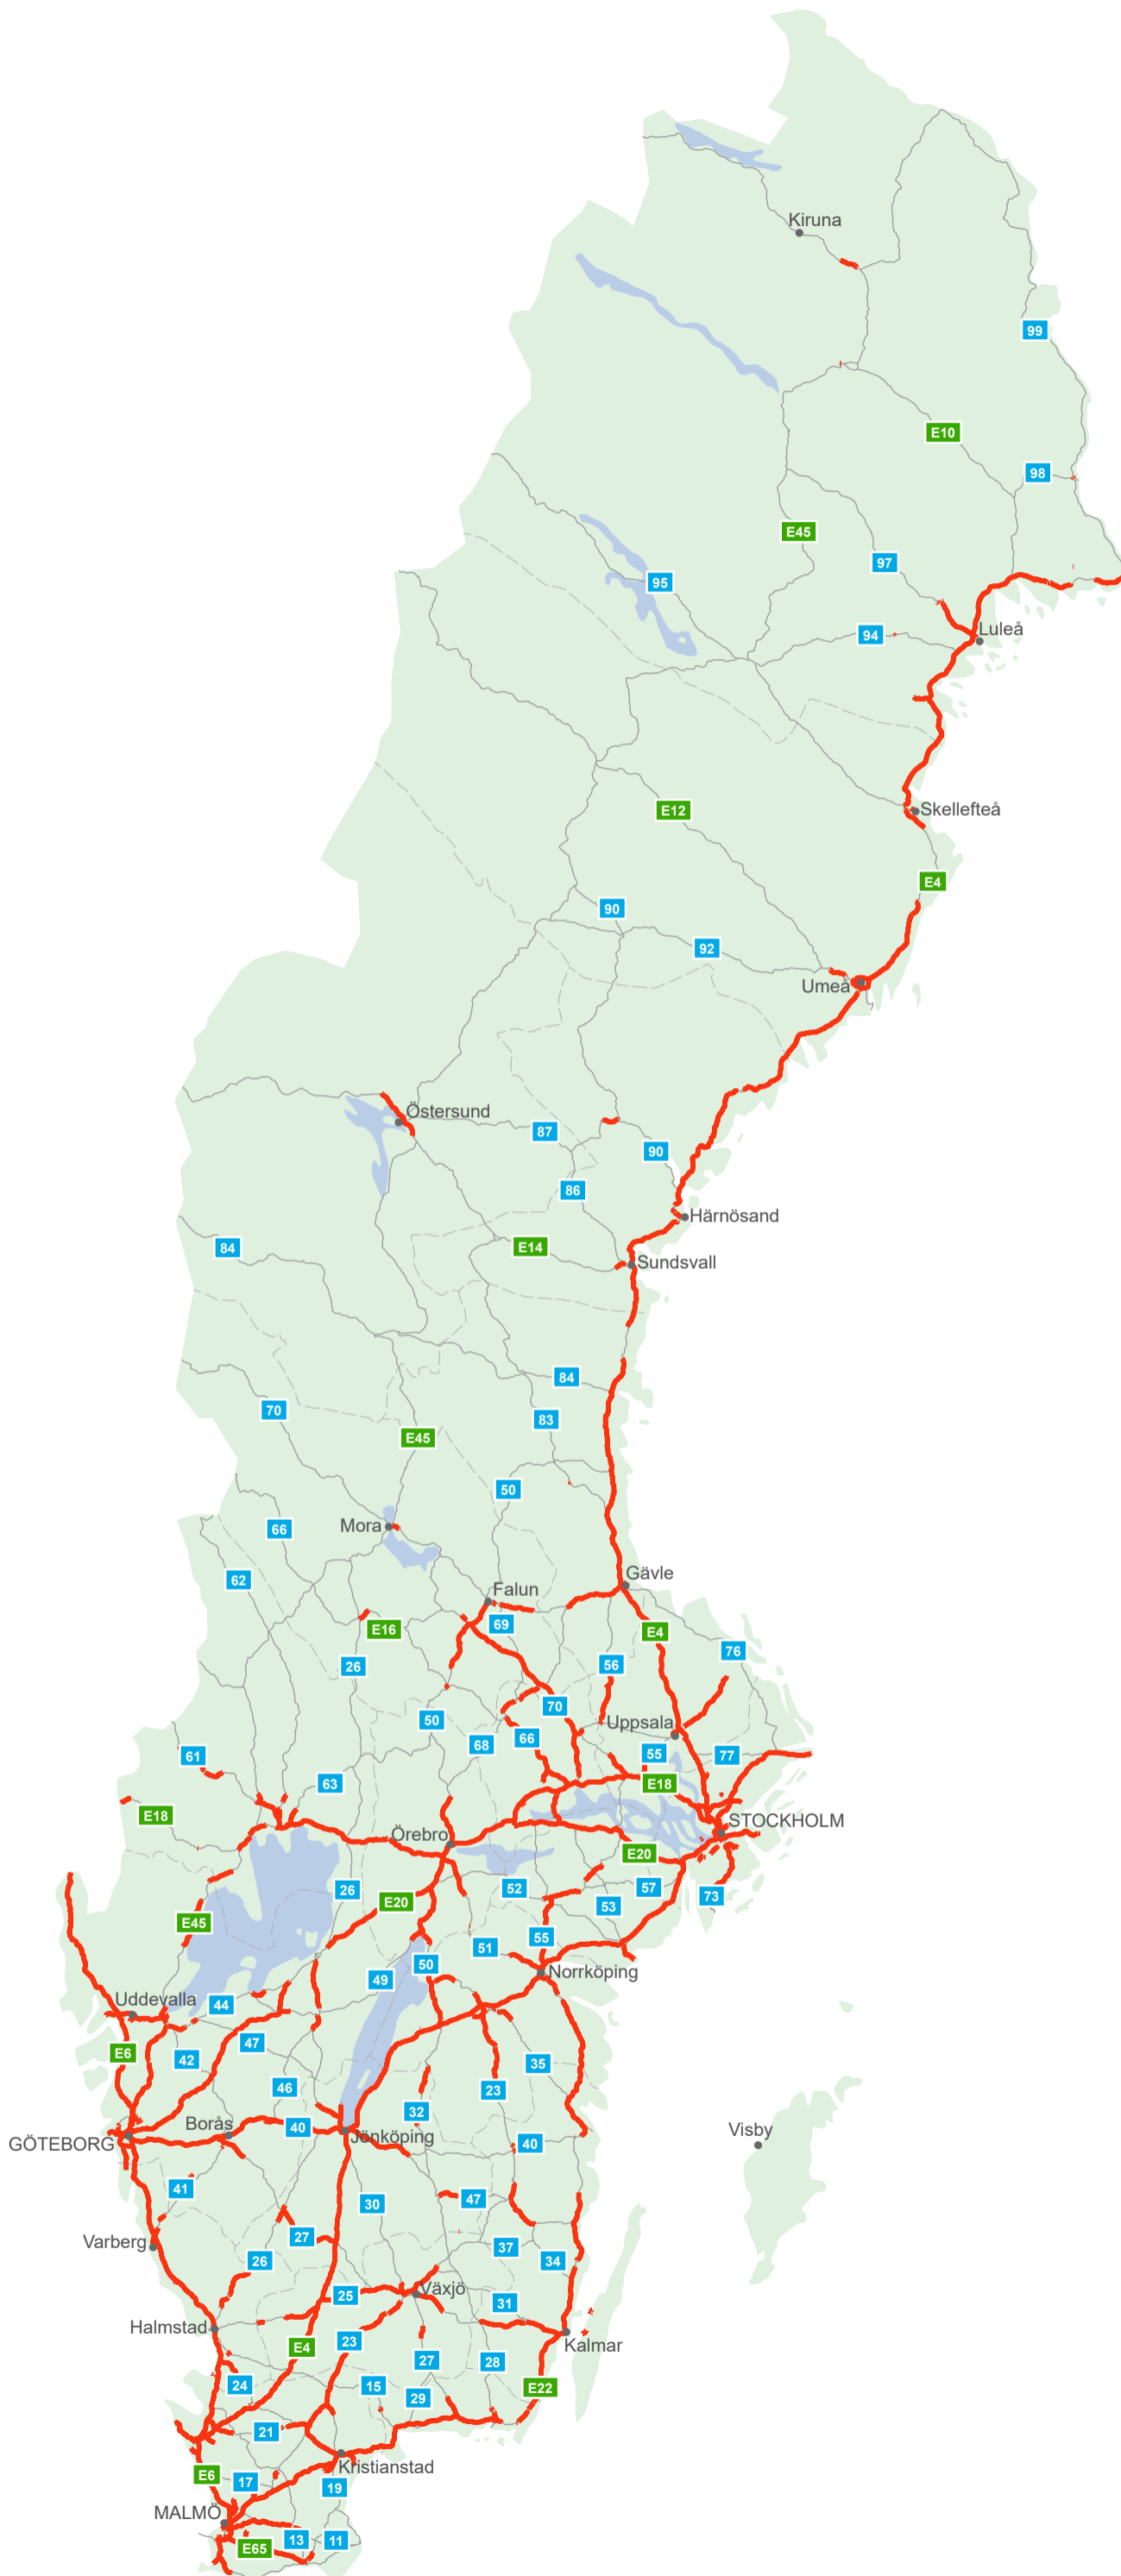 Kiruna
99
E10
98
E45
97
95
Luleå
94
Skellefteå
E12
E4
90
92
Umeå
Östersund
87
90
86
Härnösand
84
E14
Sundsvall
84
70
83
E45
50
Mora
66
Gävle
62
Falun
69
E16
E4
76
56
26
70
50
Uppsala
68
66
61
55
77
63
E18
E18
STOCKHOLM
Örebro
E20
57
52
26
73
E20
53
E45
55
51
50
Norrköping
49
Uddevalla
44
47
E6
42
35
46
23
32
Borås
40
Visby
GÖTEBORG
Jönköping
40
41
47
30
27
Varberg
37
26
34
Växjö
25
31
Halmstad
Kalmar
23
E4
27
28
24
15
E22
29
21
Kristianstad
E6
17
19
MALMÖ
13
11
E65